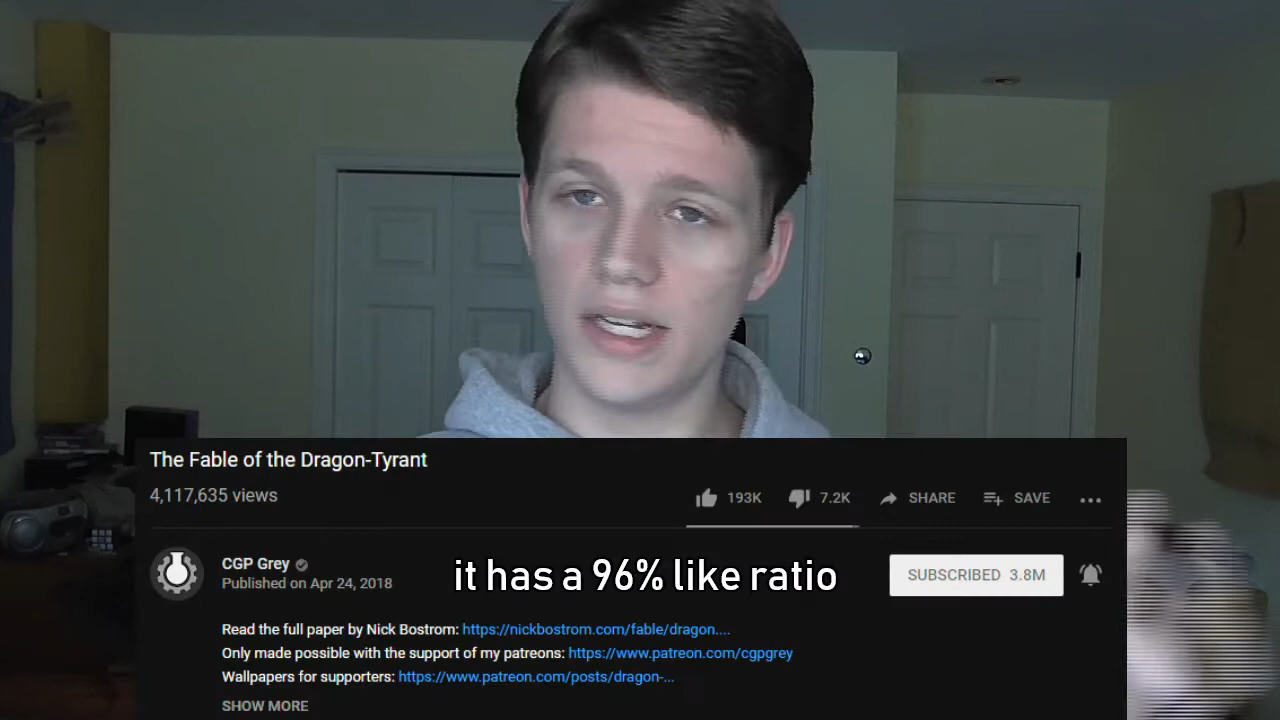 The Fable of the Dragon-Tyrant
4,117,635 views
193K 7.2K SHARE SAVE
CGP Grey
Published on Apr 24, 2018
it has a 96% like ratio
SUBSCRIBED 3.8M
Read the full paper by Nick Bostrom: https://nickbostrom.com/fable/dragon....
Only made possible with the support of my patreons: https://www.patreon.com/cgpgrey
Wallpapers for supporters: https://www.patreon.com/posts/dragon-...
SHOW MORE